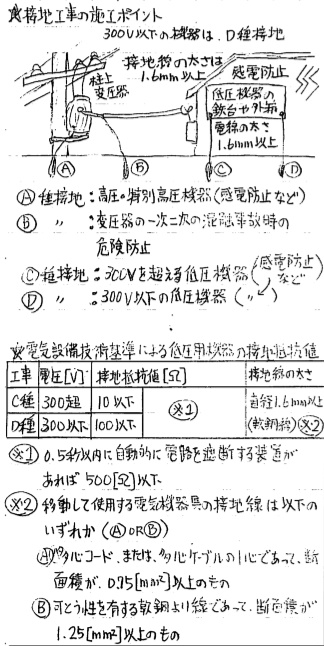 ★接地工事の施工ポイント
300V以下の機器は、D種接地
接地線の太さは
1.6mm以上
感電防止
柱上
変圧器
低圧機器の
鉄台や外箱
電線の太さ
1.6mm以上
Ⓐ Ⓑ Ⓒ Ⓓ
Ⓐ種接地：高圧・特別高圧機器(感電防止など)
Ⓑ 〃 ：変圧器の一次二次の混触事故時の
危険防止
Ⓒ種接地：300Vを超える低圧機器(感電防止など)
Ⓓ 〃 ：300V以下の低圧機器(〃)
★電気設備技術基準による低圧用機器の接地抵抗値
工事 電圧[V] 接地抵抗値[Ω] 接地線の太さ
C種 300超 10以下 ※1 直径1.6mm以上
D種 300以下 100以下 (軟銅線)※2
※1 0.5秒以内に自動的に電路を遮断する装置が
あれば500[Ω]以下
※2 移動して使用する電気機器具の接地線は以下の
いずれか(ⒶORⒷ)
Ⓐ多心コード、または、多心ケーブルの1心であって、断
面積が、0.75[mm²]以上のもの
Ⓑ可とう性を有する軟銅より線であって、断面積が
1.25[mm²]以上のもの